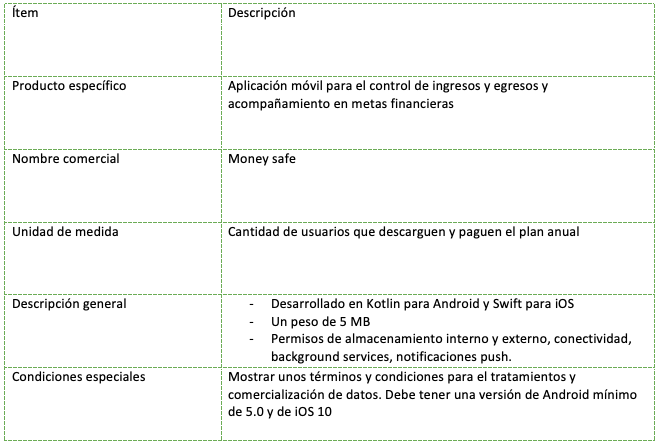 Ítem
Descripción
Producto específico
Aplicación móvil para el control de ingresos y egresos y
acompañamiento en metas financieras
Nombre comercial
Money safe
Unidad de medida
Cantidad de usuarios que descarguen y paguen el plan anual
Descripción general
- Desarrollado en Kotlin para Android y Swift para iOS
- Un peso de 5 MB
- Permisos de almacenamiento interno y externo, conectividad,
background services, notificaciones push.
Condiciones especiales
Mostrar unos términos y condiciones para el tratamientos y
comercialización de datos. Debe tener una versión de Android mínimo
de 5.0 y de iOS 10